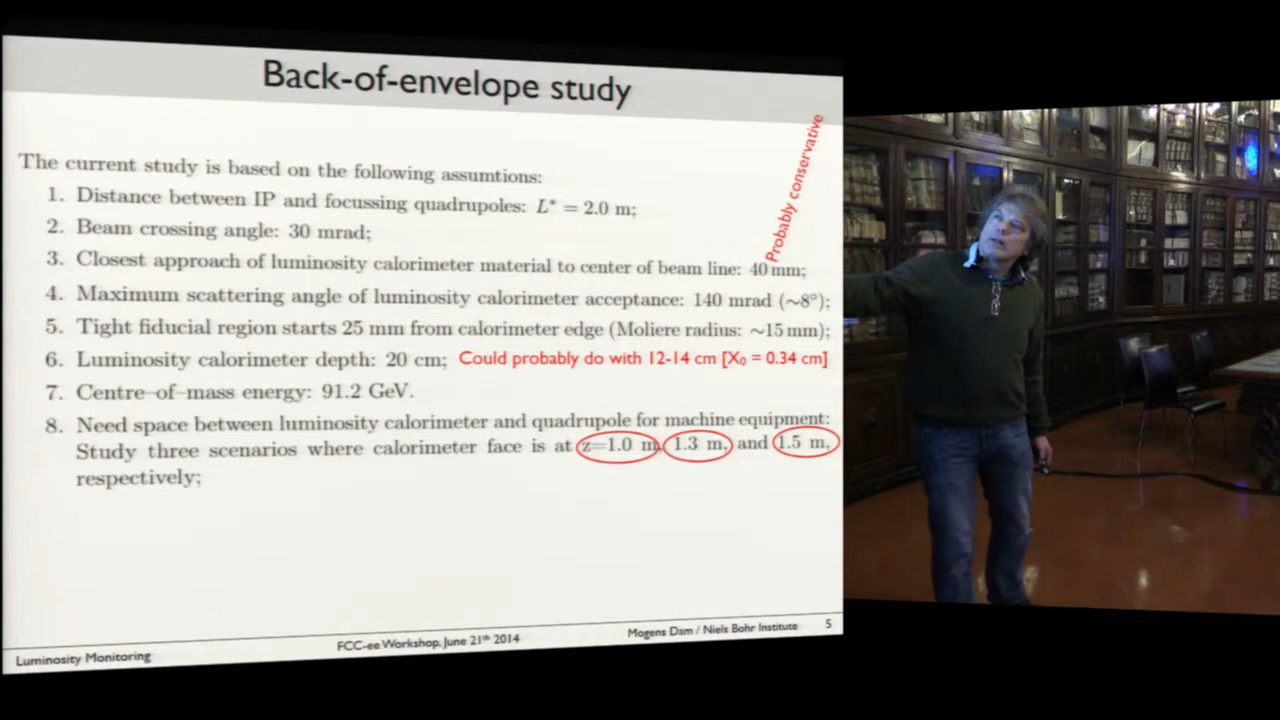 Back-of-envelope study
Probably conservative
The current study is based on the following assumtions:
1. Distance between IP and focussing quadrupoles: L* = 2.0 m;
2. Beam crossing angle: 30 mrad;
3. Closest approach of luminosity calorimeter material to center of beam line: 40 mm;
4. Maximum scattering angle of luminosity calorimeter acceptance: 140 mrad (~8°);
5. Tight fiducial region starts 25 mm from calorimeter edge (Moliere radius: ~15 mm);
6. Luminosity calorimeter depth: 20 cm; Could probably do with 12-14 cm [X₀ = 0.34 cm]
7. Centre–of–mass energy: 91.2 GeV.
8. Need space between luminosity calorimeter and quadrupole for machine equipment:
Study three scenarios where calorimeter face is at z=1.0 m, 1.3 m, and 1.5 m,
respectively;
Luminosity Monitoring
FCC-ee Workshop, June 21th 2014
Mogens Dam / Niels Bohr Institute
5